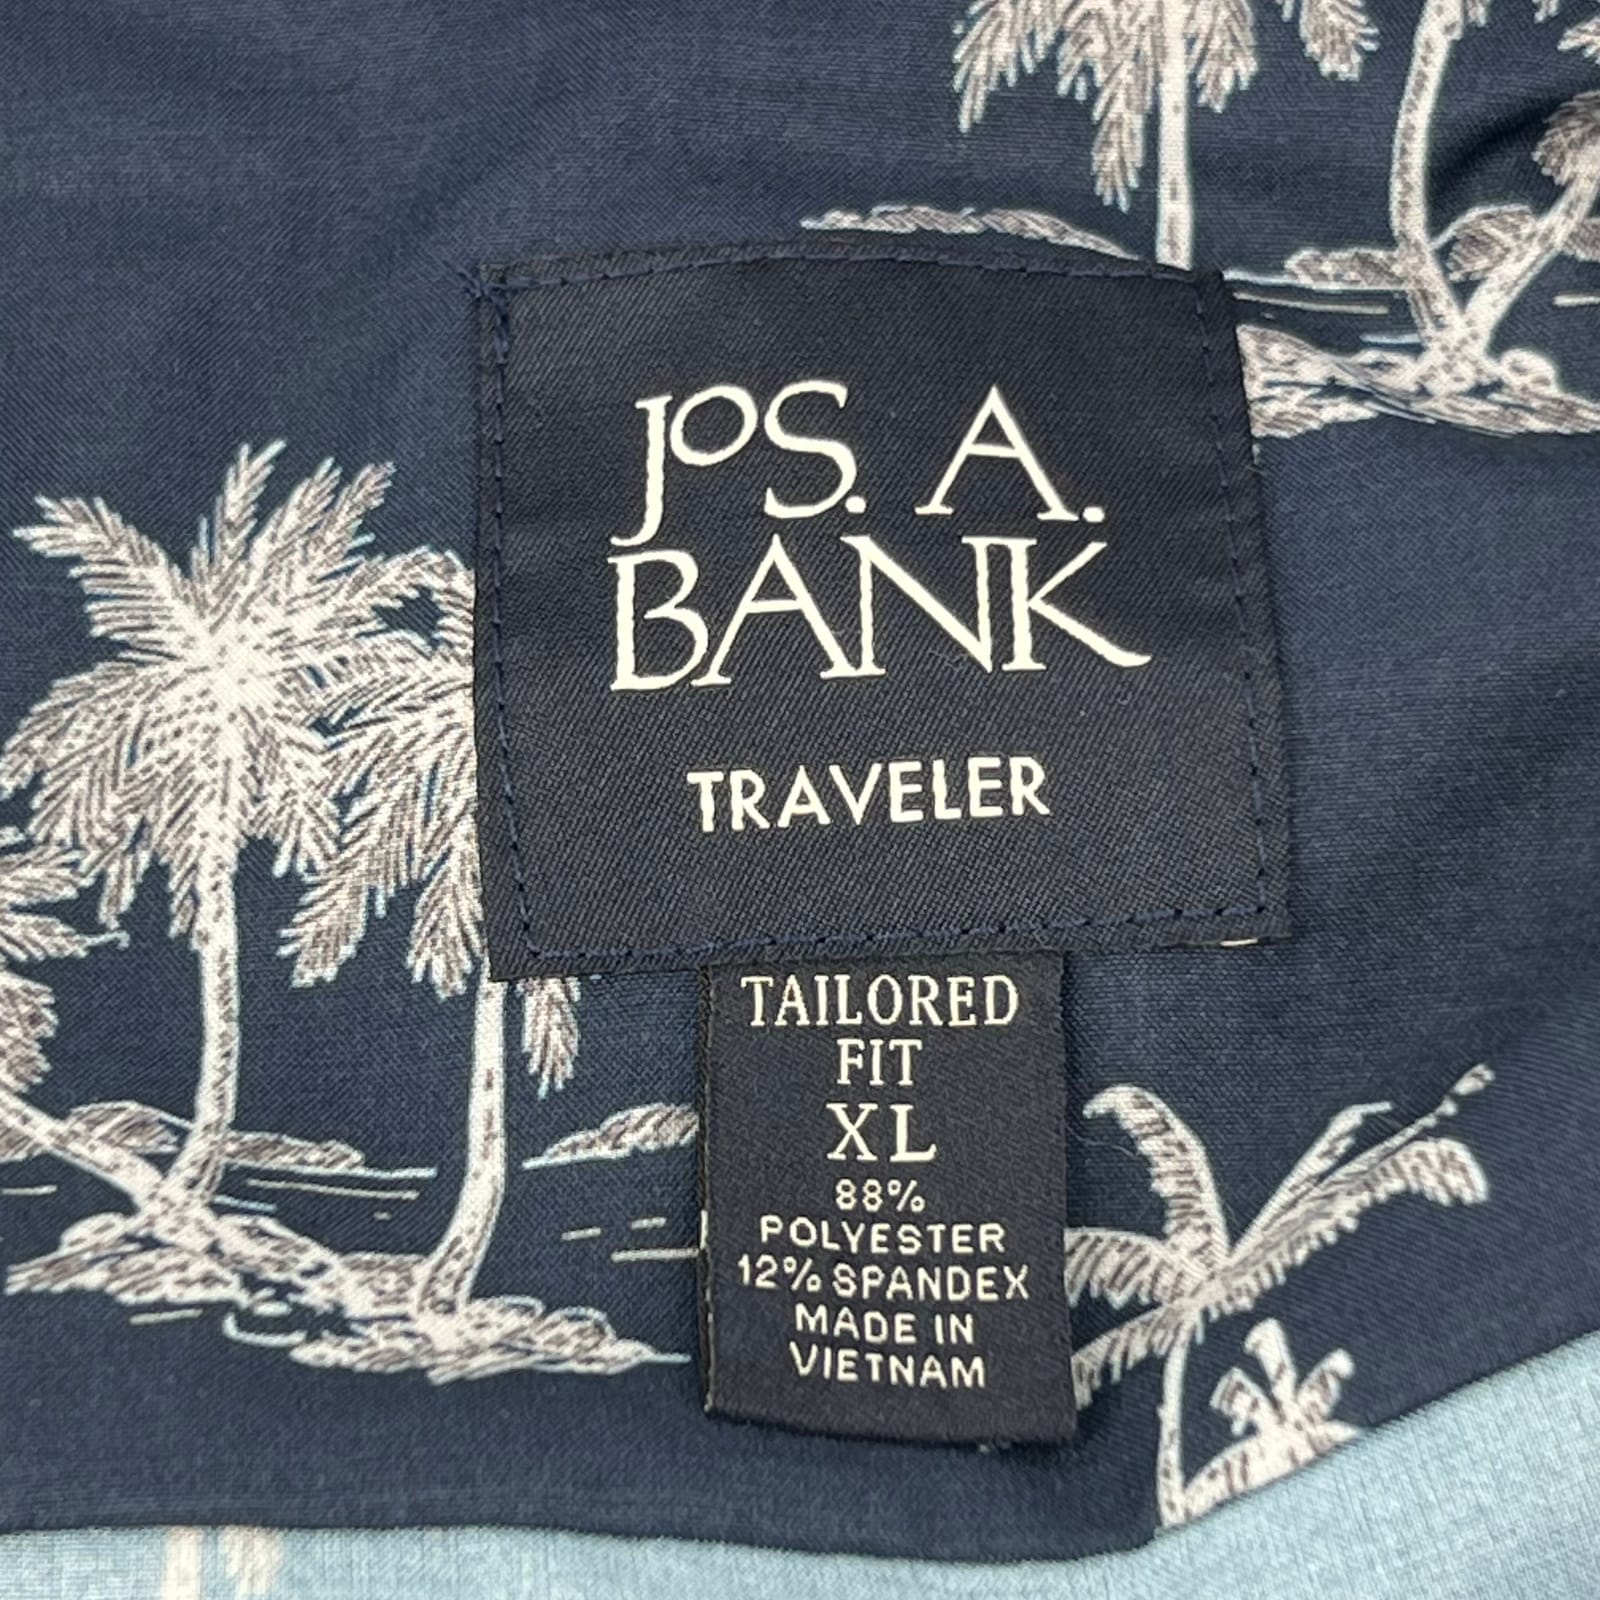 JoS. A.
BANK
TRAVELER
TAILORED
FIT
XL
88%
POLYESTER
12% SPANDEX
MADE IN
VIETNAM